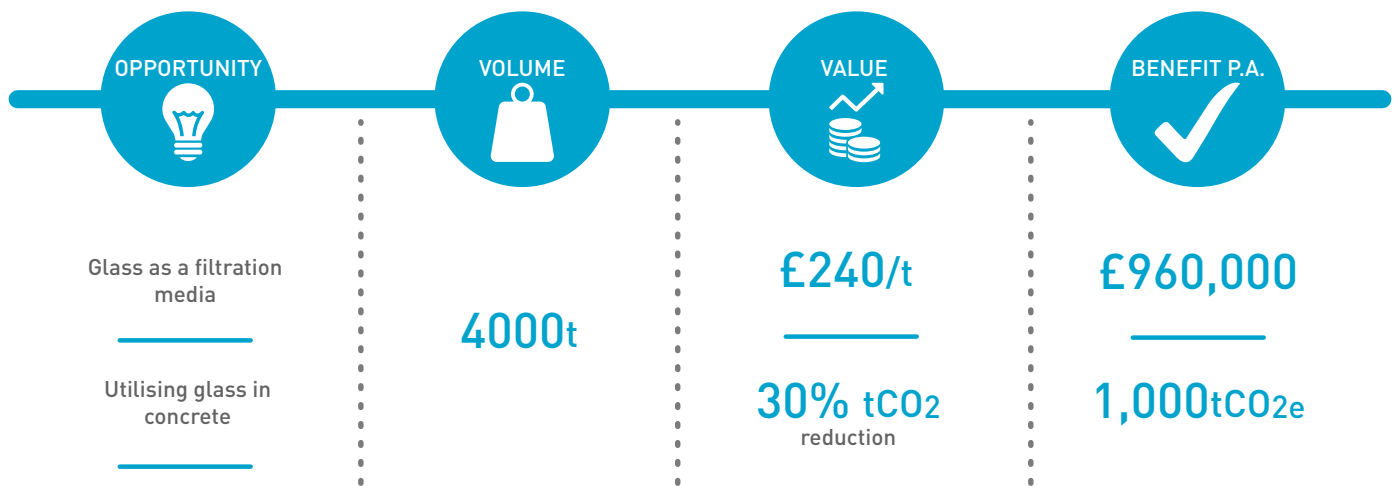 OPPORTUNITY
VOLUME
VALUE
BENEFIT P.A.
Glass as a filtration
media
Utilising glass in
concrete
4000t
£240/t
30% tCO2
reduction
£960,000
1,000tCO2e